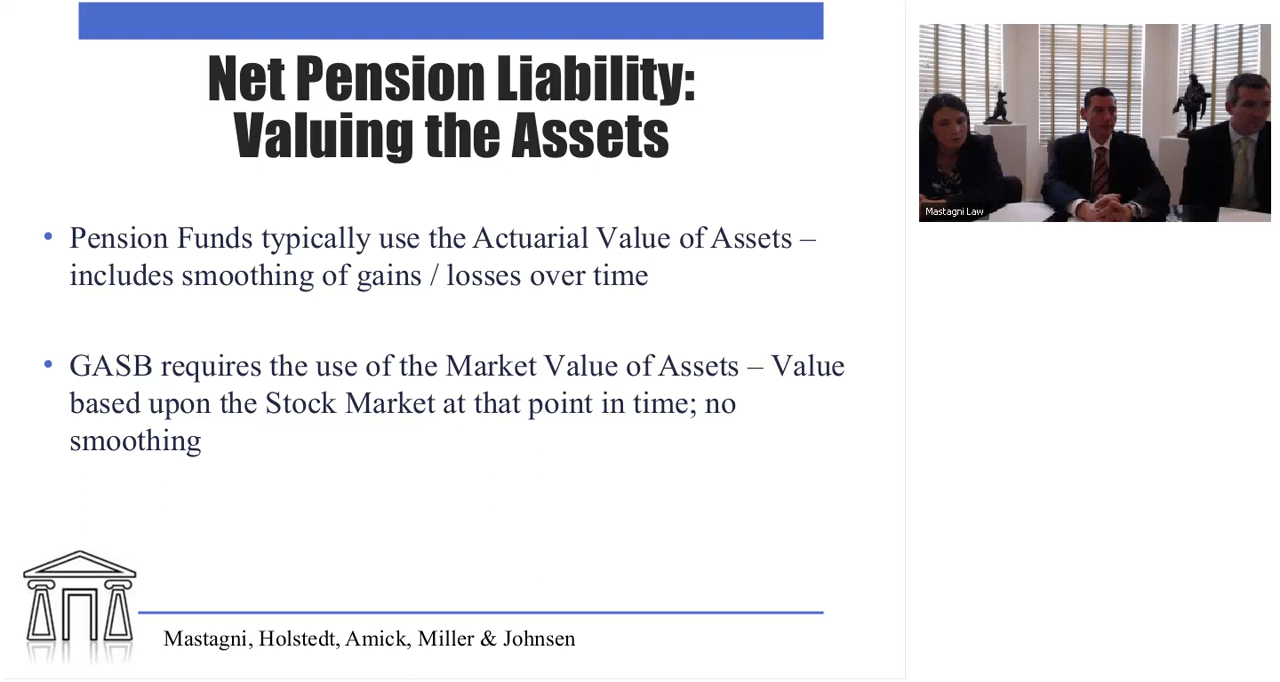 Net Pension Liability:
Valuing the Assets
• Pension Funds typically use the Actuarial Value of Assets –
includes smoothing of gains / losses over time
• GASB requires the use of the Market Value of Assets – Value
based upon the Stock Market at that point in time; no
smoothing
Mastagni, Holstedt, Amick, Miller & Johnsen
Mastagni Law